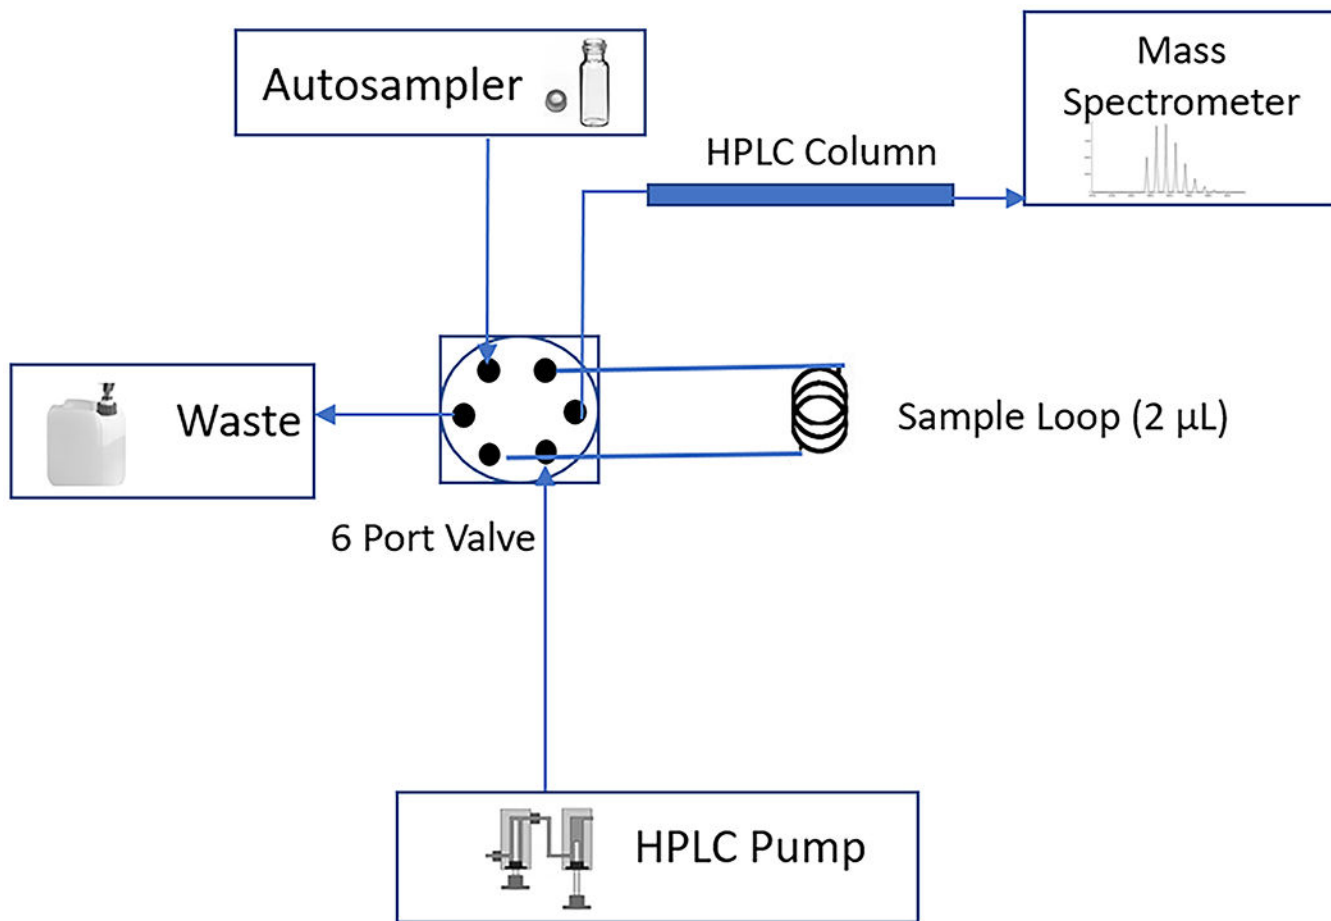 Autosampler
Mass
Spectrometer
HPLC Column
Waste
Sample Loop (2 µL)
6 Port Valve
HPLC Pump